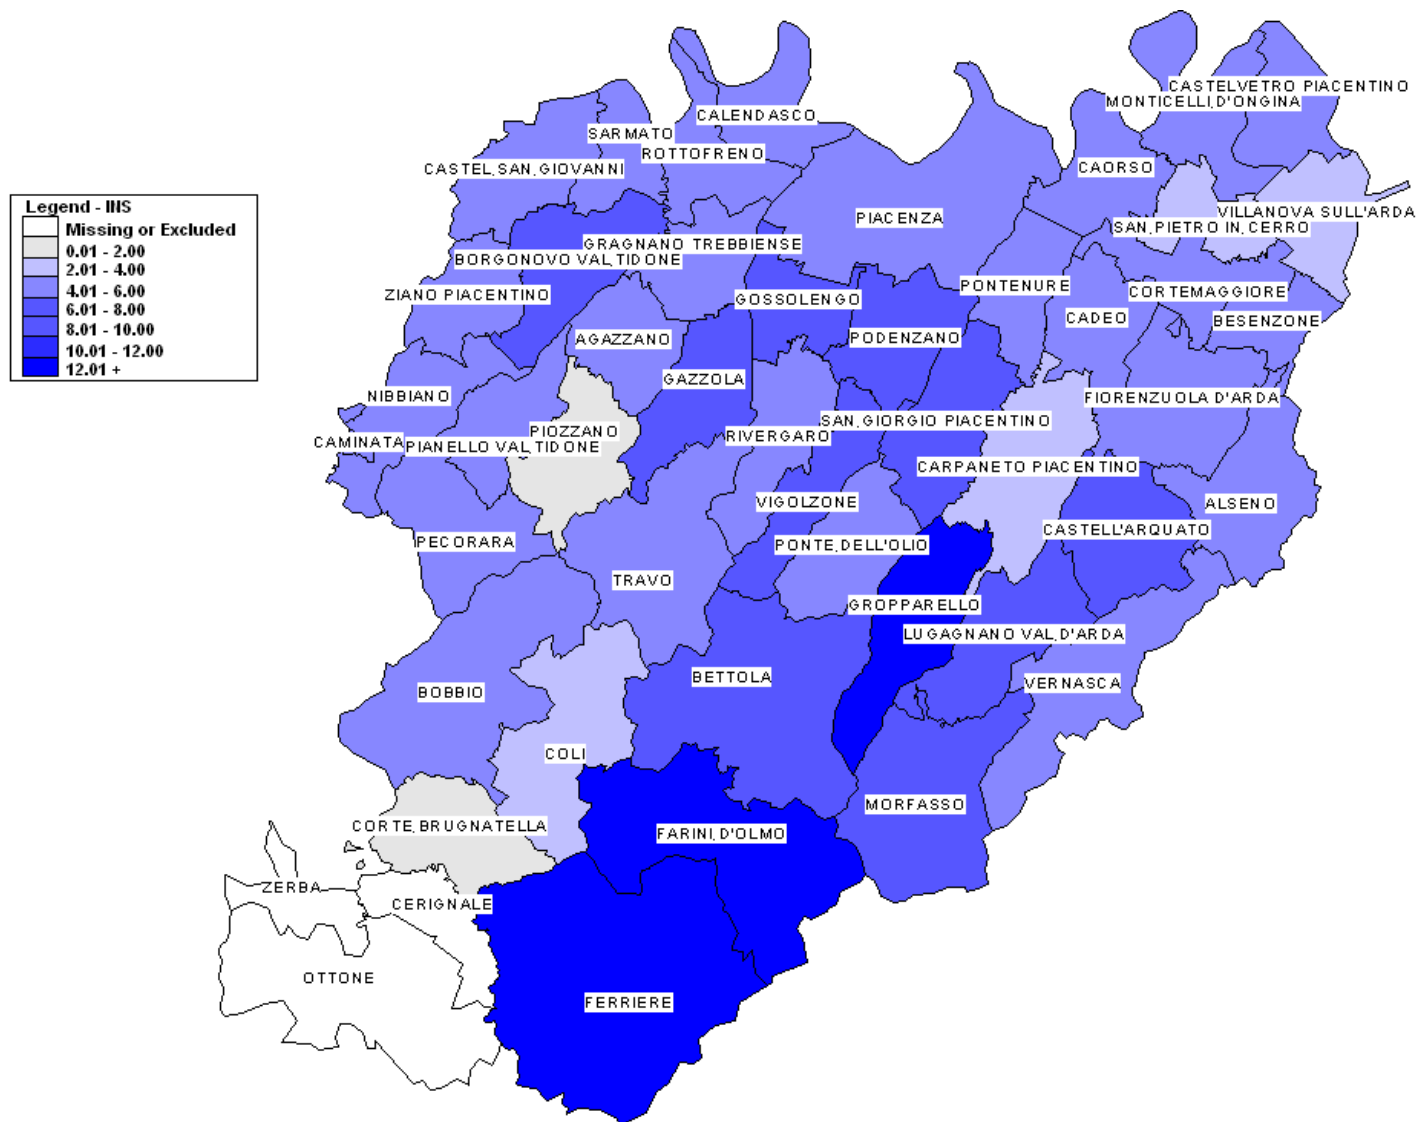 CASTELVETRO PIACENTINO
MONTICELLI.D'ONGINA
CALENDASCO
SARMATO
ROTTOFRENO
CASTEL.SAN.GIOVANNI
CAORSO
Legend - INS
Missing or Excluded
0.01 - 2.00
2.01 - 4.00
4.01 - 6.00
6.01 - 8.00
8.01 - 10.00
10.01 - 12.00
12.01 +
PIACENZA
VILLANOVA SULL'ARDA
SAN.PIETRO IN.CERRO
GRAGNANO TREBBIENSE
BORGONOVO VAL.TIDONE
ZIANO PIACENTINO
GOSSOLENGO
PONTENURE
CORTEMAGGIORE
CADEO
BESENZONE
AGAZZANO
PODENZANO
GAZZOLA
NIBBIANO
FIORENZUOLA D'ARDA
SAN.GIORGIO PIACENTINO
PIOZZANO
RIVERGARO
CAMINATA
PIANELLO VAL.TIDONE
CARPANETO PIACENTINO
VIGOLZONE
ALSENO
CASTELL'ARQUATO
PECORARA
PONTE.DELL'OLIO
TRAVO
GROPPARELLO
LUGAGNANO VAL.D'ARDA
BETTOLA
VERNASCA
BOBBIO
COLI
MORFASSO
CORTE.BRUGNATELLA
FARINI.D'OLMO
ZERBA
CERIGNALE
OTTONE
FERRIERE